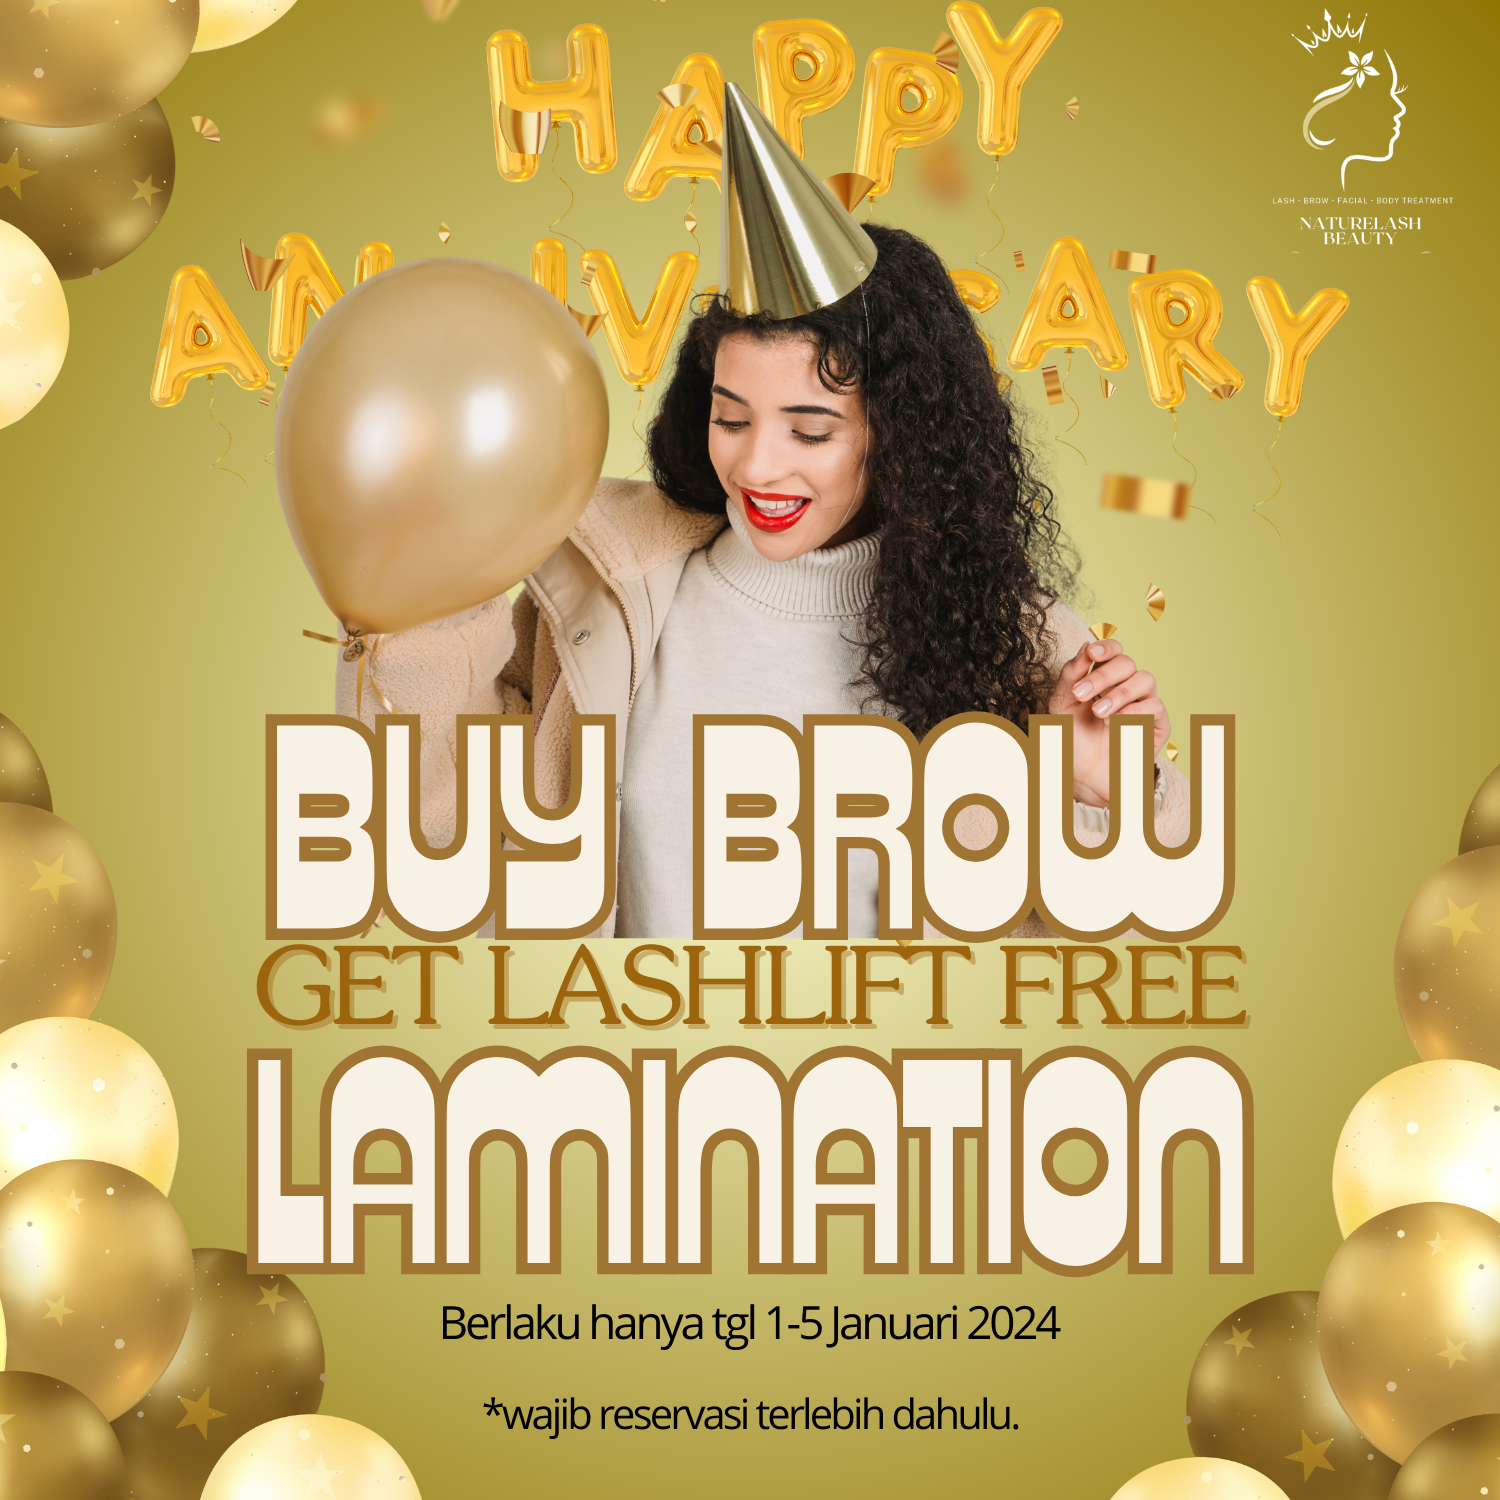 HAPPY
LASH • BROW • FACIAL • BODY TREATMENT
NATURELASH
BEAUTY
ANNIVERSARY
BUY BROW
GET LASHLIFT FREE
LAMINATION
Berlaku hanya tgl 1-5 Januari 2024
*wajib reservasi terlebih dahulu.